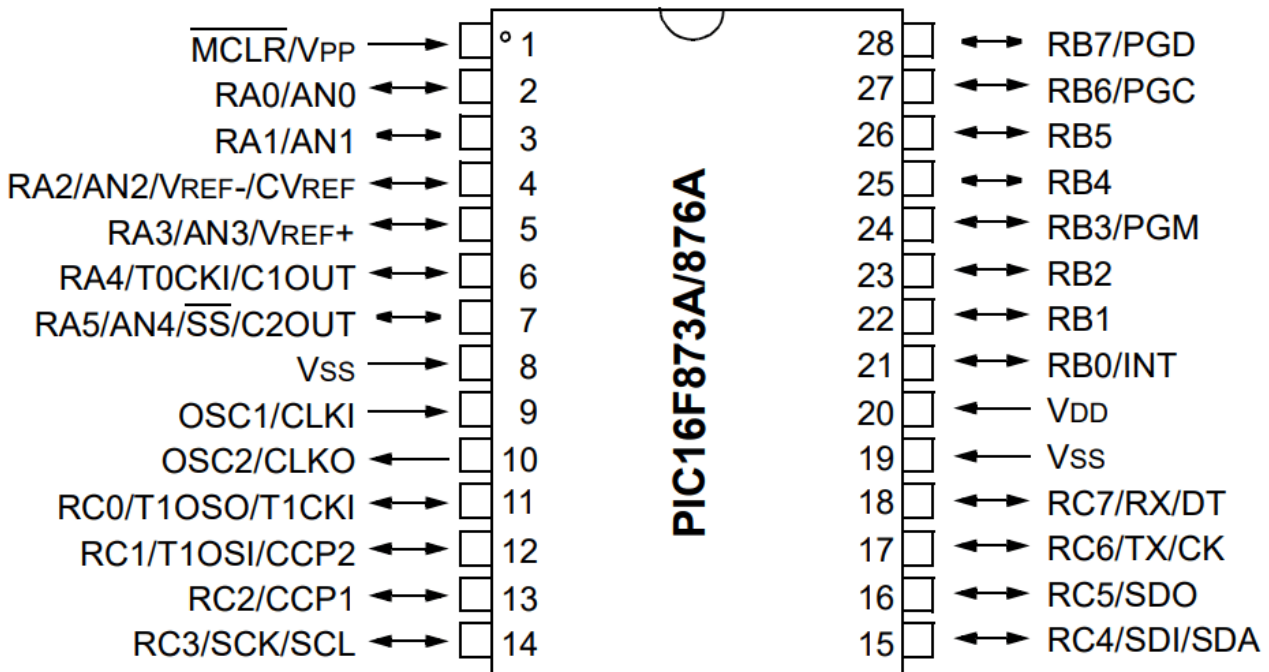 MCLR/VPP 1
RA0/AN0 2
RA1/AN1 3
RA2/AN2/VREF-/CVREF 4
RA3/AN3/VREF+ 5
RA4/T0CKI/C1OUT 6
RA5/AN4/SS/C2OUT 7
VSS 8
OSC1/CLKI 9
OSC2/CLKO 10
RC0/T1OSO/T1CKI 11
RC1/T1OSI/CCP2 12
RC2/CCP1 13
RC3/SCK/SCL 14
PIC16F873A/876A
28 RB7/PGD
27 RB6/PGC
26 RB5
25 RB4
24 RB3/PGM
23 RB2
22 RB1
21 RB0/INT
20 VDD
19 VSS
18 RC7/RX/DT
17 RC6/TX/CK
16 RC5/SDO
15 RC4/SDI/SDA